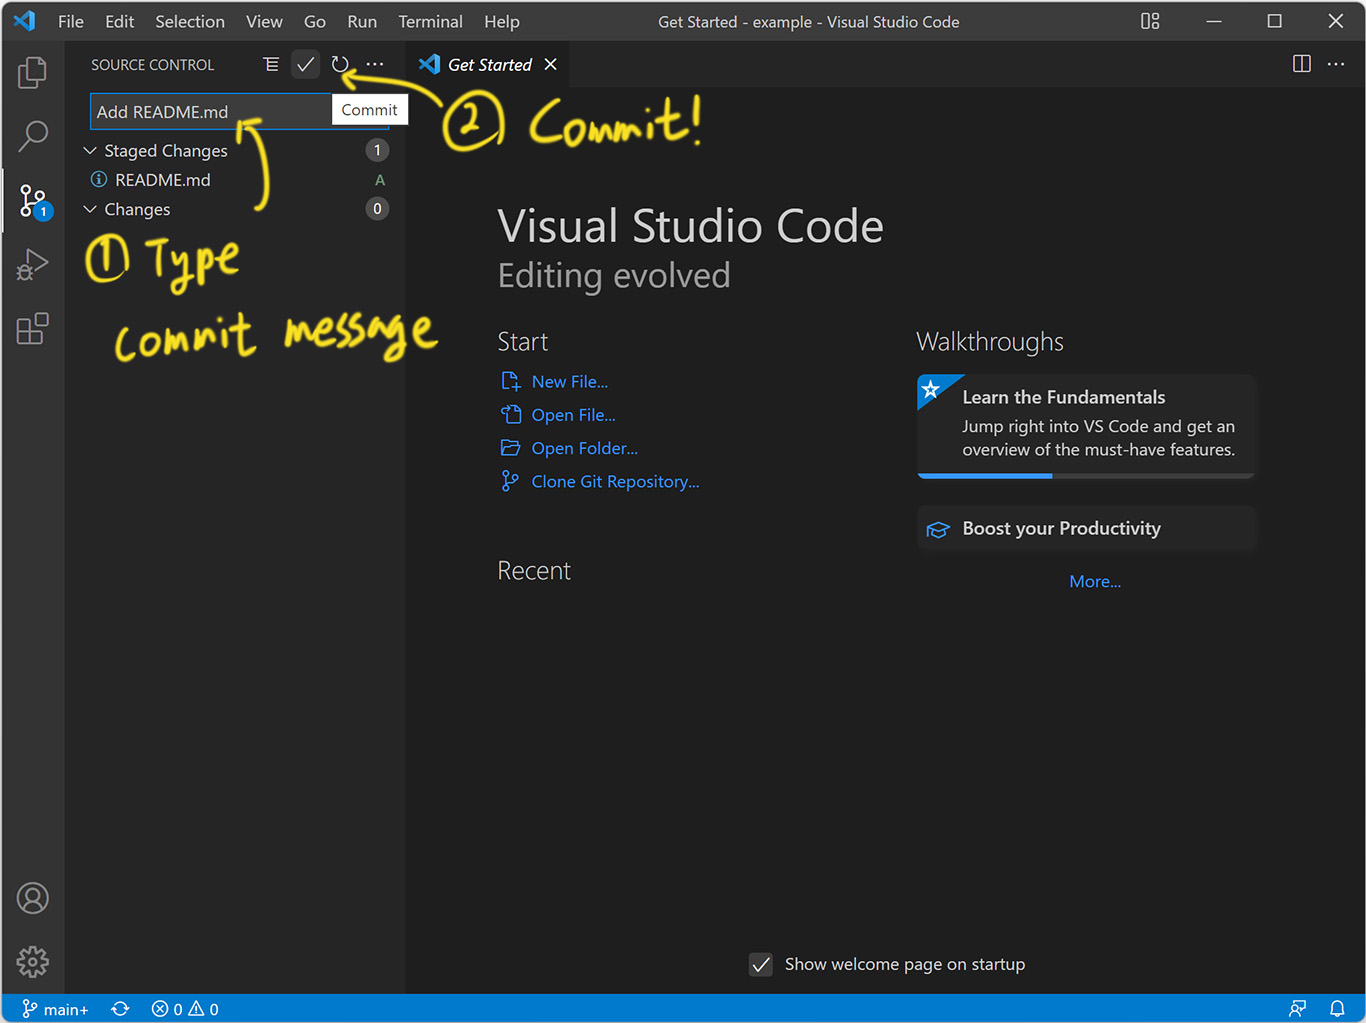 File Edit Selection View Go Run Terminal Help
Get Started - example - Visual Studio Code
SOURCE CONTROL
Get Started
Add README.md
Commit
② Commit!
Staged Changes 1
README.md A
Changes 0
① Type
commit message
Visual Studio Code
Editing evolved
Start
New File...
Open File...
Open Folder...
Clone Git Repository...
Recent
Walkthroughs
Learn the Fundamentals
Jump right into VS Code and get an
overview of the must-have features.
Boost your Productivity
More...
1
Show welcome page on startup
main+ 0 0